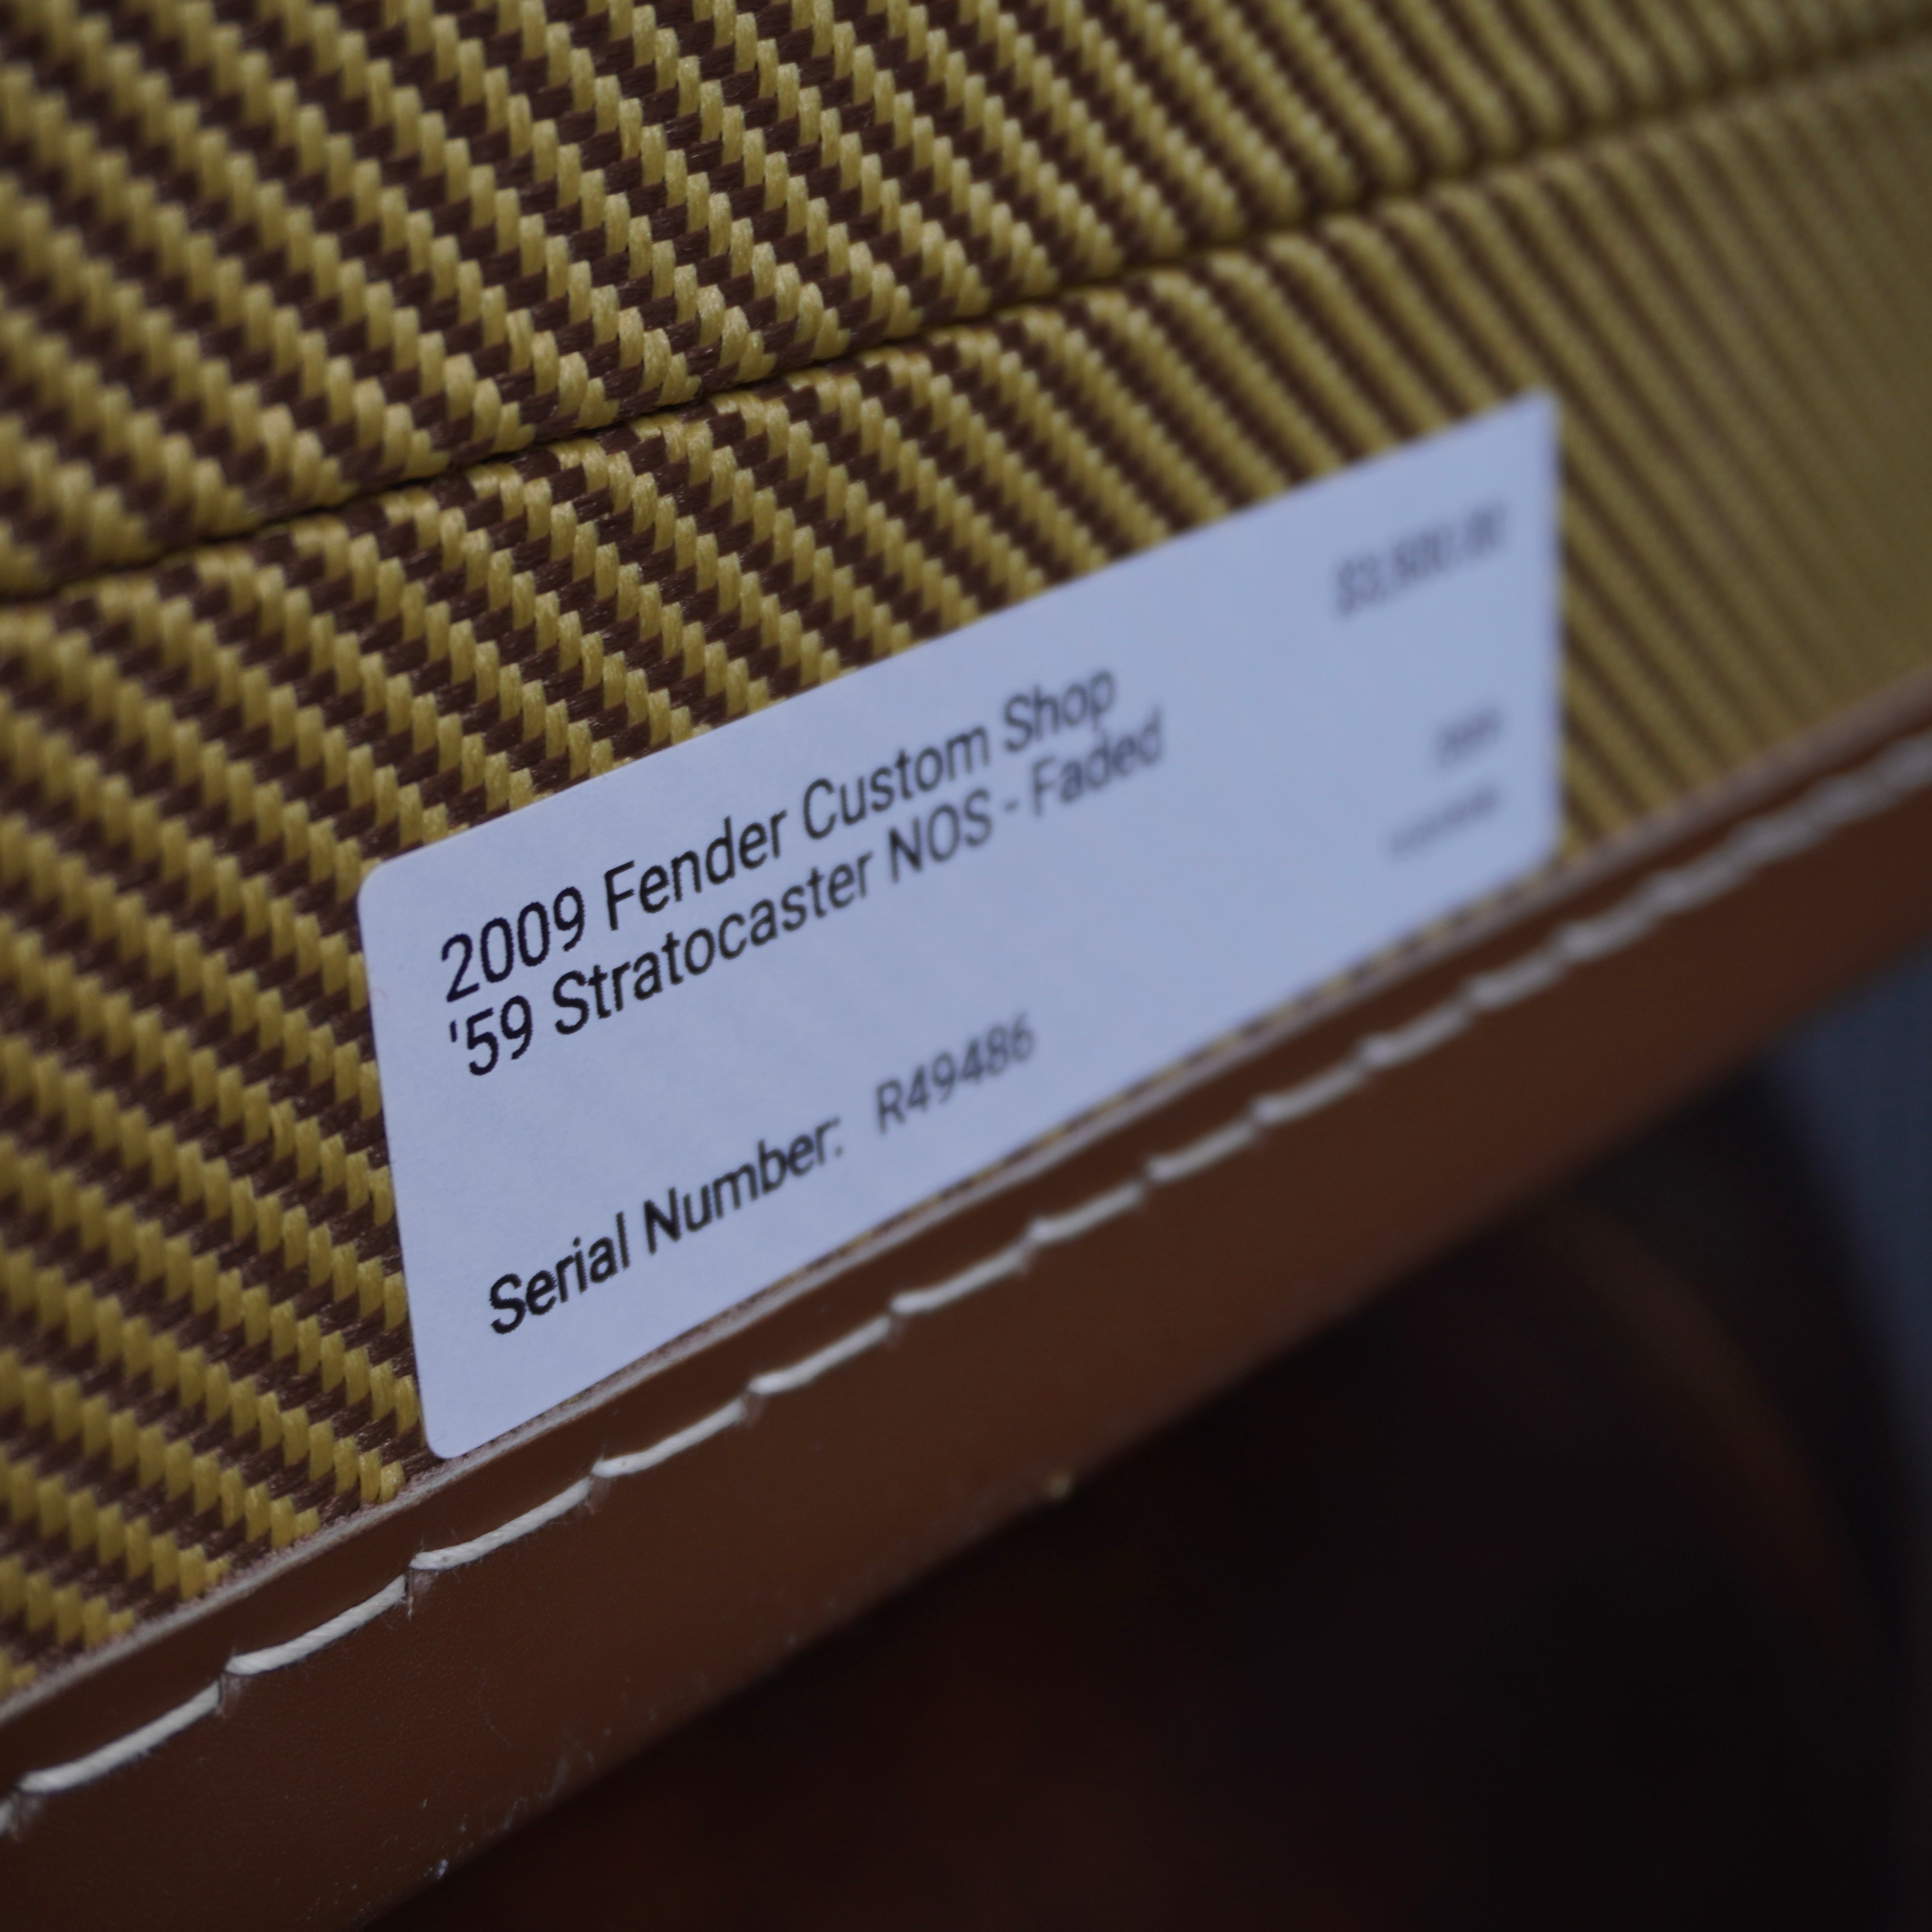 2009 Fender Custom Shop
'59 Stratocaster NOS - Faded
Serial Number: R49486